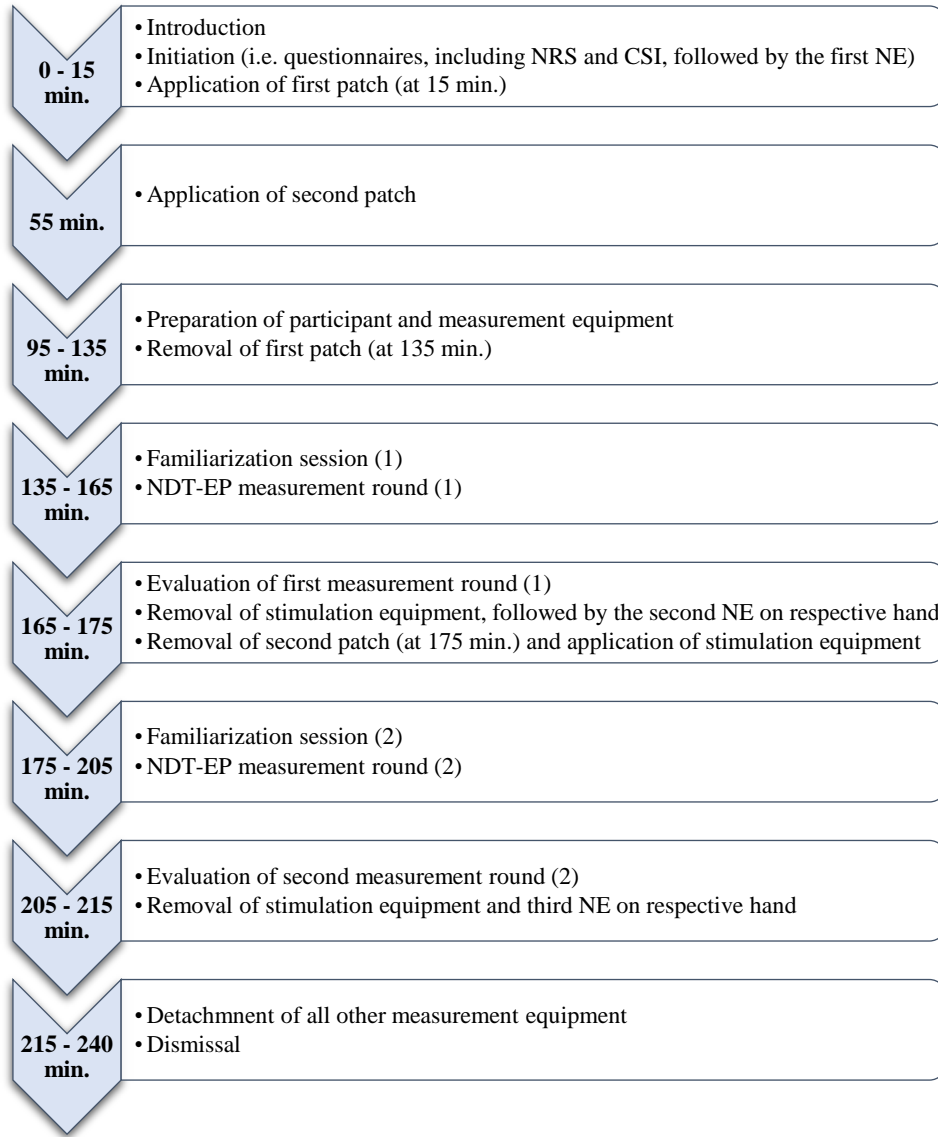 0 - 15
min.
• Introduction
• Initiation (i.e. questionnaires, including NRS and CSI, followed by the first NE)
• Application of first patch (at 15 min.)
55 min.
• Application of second patch
95 - 135
min.
• Preparation of participant and measurement equipment
• Removal of first patch (at 135 min.)
135 - 165
min.
• Familiarization session (1)
• NDT-EP measurement round (1)
165 - 175
min.
• Evaluation of first measurement round (1)
• Removal of stimulation equipment, followed by the second NE on respective hand
• Removal of second patch (at 175 min.) and application of stimulation equipment
175 - 205
min.
• Familiarization session (2)
• NDT-EP measurement round (2)
205 - 215
min.
• Evaluation of second measurement round (2)
• Removal of stimulation equipment and third NE on respective hand
215 - 240
min.
• Detachmnent of all other measurement equipment
• Dismissal